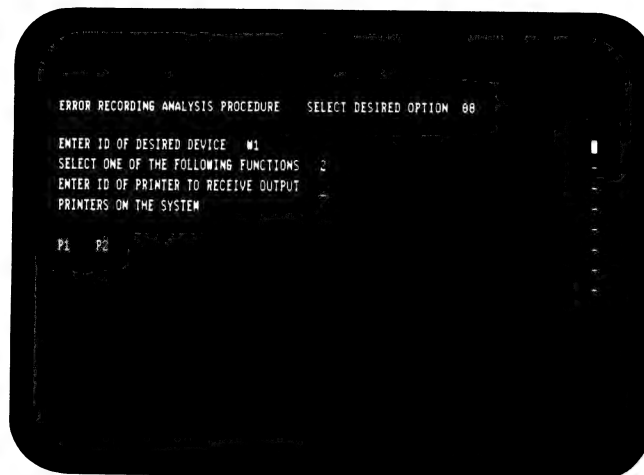 ERROR RECORDING ANALYSIS PROCEDURE SELECT DESIRED OPTION 08
ENTER ID OF DESIRED DEVICE W1
SELECT ONE OF THE FOLLOWING FUNCTIONS 2
ENTER ID OF PRINTER TO RECEIVE OUTPUT
PRINTERS ON THE SYSTEM
P1 P2